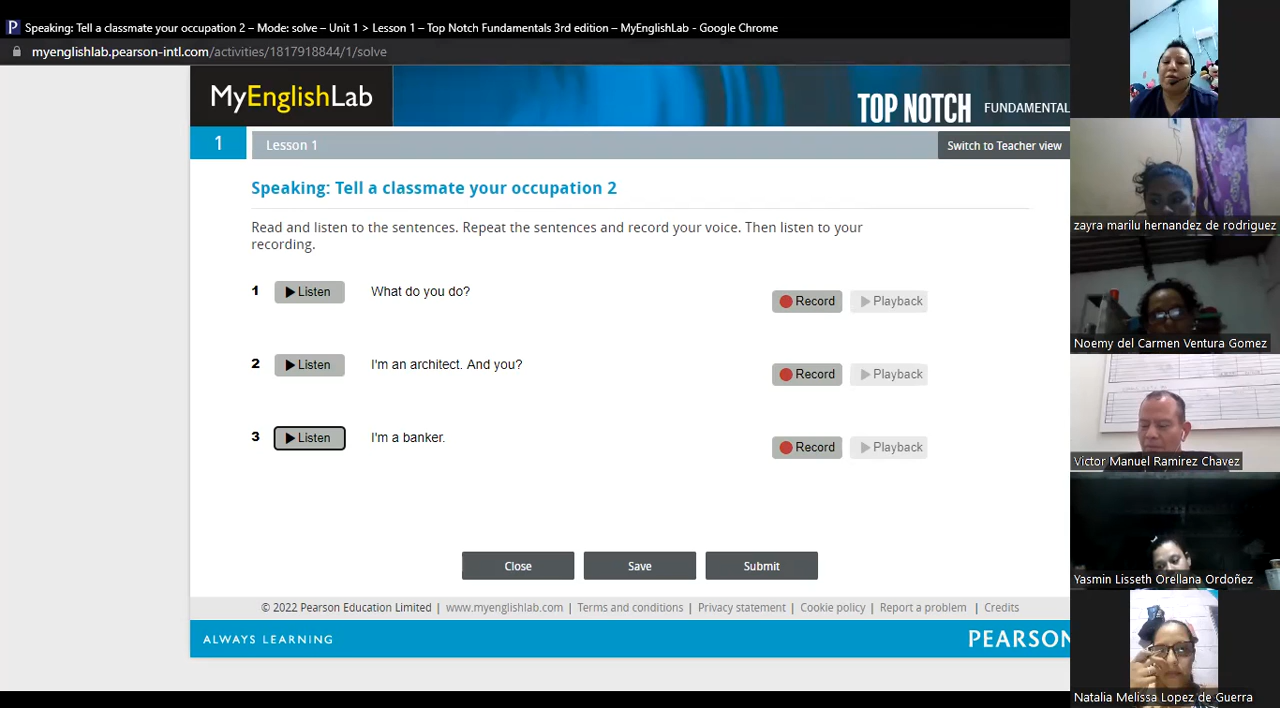 Speaking: Tell a classmate your occupation 2 – Mode: solve – Unit 1 > Lesson 1 – Top Notch Fundamentals 3rd edition – MyEnglishLab - Google Chrome
myenglishlab.pearson-intl.com/activities/1817918844/1/solve
MyEnglishLab
TOP NOTCH FUNDAMENTAL
1 Lesson 1 Switch to Teacher view
Speaking: Tell a classmate your occupation 2
Read and listen to the sentences. Repeat the sentences and record your voice. Then listen to your
recording.
1 Listen What do you do? Record Playback
2 Listen I'm an architect. And you? Record Playback
3 Listen I'm a banker. Record Playback
Close Save Submit
© 2022 Pearson Education Limited | www.myenglishlab.com | Terms and conditions | Privacy statement | Cookie policy | Report a problem | Credits
ALWAYS LEARNING PEARSON
zayra marilu hernandez de rodriguez
Noemy del Carmen Ventura Gomez
Victor Manuel Ramirez Chavez
Yasmin Lisseth Orellana Ordoñez
Natalia Melissa Lopez de Guerra